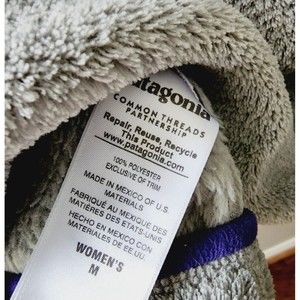 Patagonia
COMMON THREADS
PARTNERSHIP
Repair, Reuse, Recycle
This Product
www.patagonia.com
100% POLYESTER
EXCLUSIVE OF TRIM
MADE IN MEXICO OF U.S.
MATERIALS
FABRIQUÉ AU MEXIQUE DES
MATIÈRES DES ÉTATS-UNIS
HECHO EN MÉXICO CON
MATERIALES DE EE.UU.
WOMEN'S
M